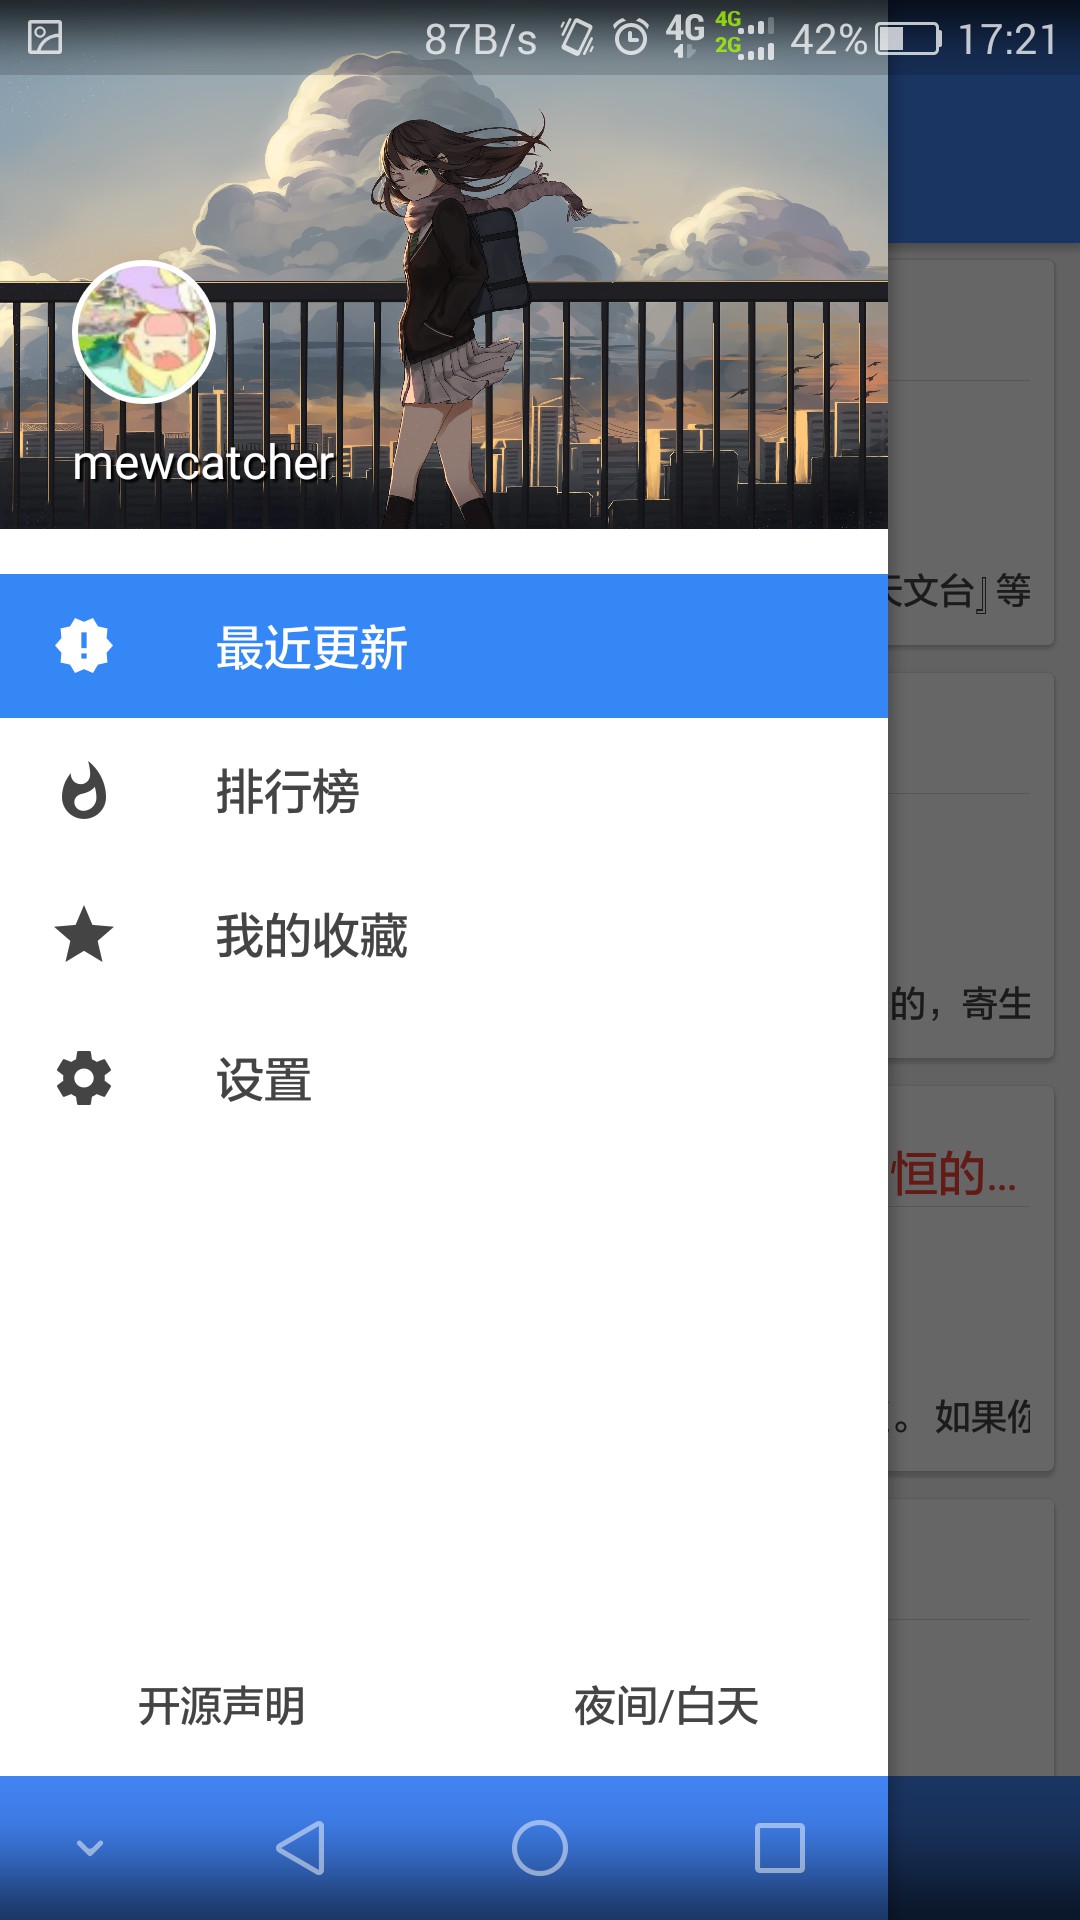 87B/s 4G 4G 2G 42% 17:21
mewcatcher
天文台』等
最近更新
排行榜
我的收藏
的，寄生
设置
恒的...
。如果你
开源声明
夜间/白天